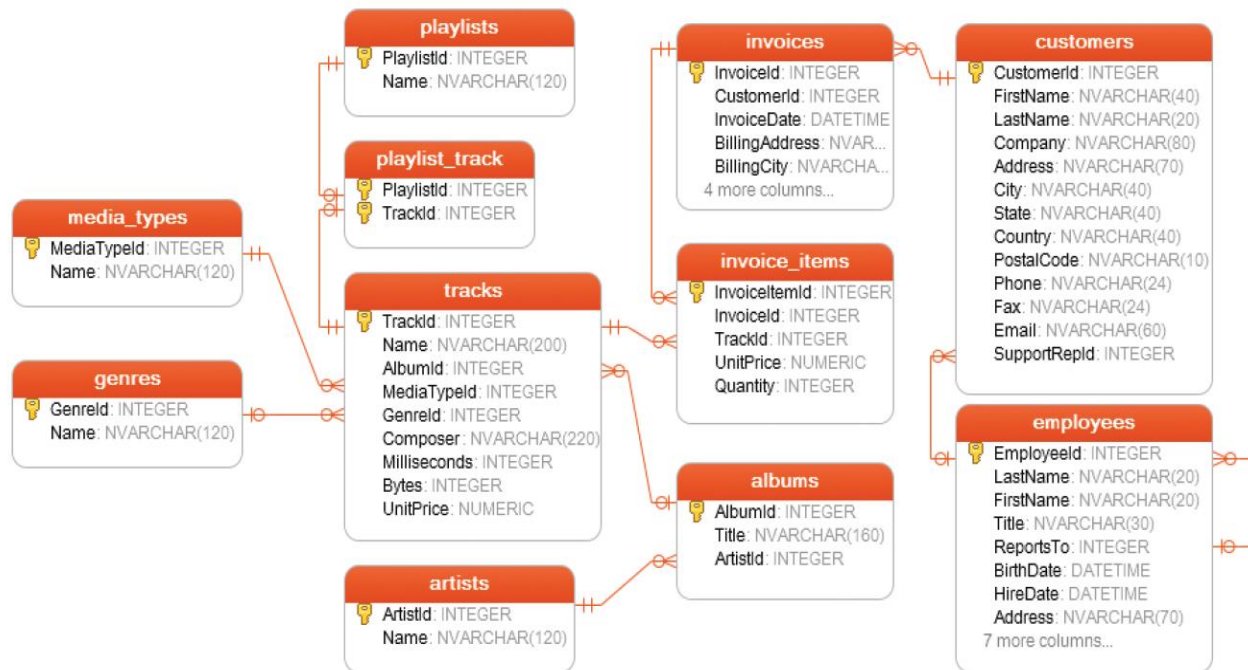 playlists
PlaylistId: INTEGER
Name: NVARCHAR(120)
playlist_track
PlaylistId: INTEGER
TrackId: INTEGER
media_types
MediaTypeId: INTEGER
Name: NVARCHAR(120)
genres
GenreId: INTEGER
Name: NVARCHAR(120)
tracks
TrackId: INTEGER
Name: NVARCHAR(200)
AlbumId: INTEGER
MediaTypeId: INTEGER
GenreId: INTEGER
Composer: NVARCHAR(220)
Milliseconds: INTEGER
Bytes: INTEGER
UnitPrice: NUMERIC
artists
ArtistId: INTEGER
Name: NVARCHAR(120)
invoices
InvoiceId: INTEGER
CustomerId: INTEGER
InvoiceDate: DATETIME
BillingAddress: NVAR...
BillingCity: NVARCHA...
4 more columns...
invoice_items
InvoiceItemId: INTEGER
InvoiceId: INTEGER
TrackId: INTEGER
UnitPrice: NUMERIC
Quantity: INTEGER
albums
AlbumId: INTEGER
Title: NVARCHAR(160)
ArtistId: INTEGER
customers
CustomerId: INTEGER
FirstName: NVARCHAR(40)
LastName: NVARCHAR(20)
Company: NVARCHAR(80)
Address: NVARCHAR(70)
City: NVARCHAR(40)
State: NVARCHAR(40)
Country: NVARCHAR(40)
PostalCode: NVARCHAR(10)
Phone: NVARCHAR(24)
Fax: NVARCHAR(24)
Email: NVARCHAR(60)
SupportRepId: INTEGER
employees
EmployeeId: INTEGER
LastName: NVARCHAR(20)
FirstName: NVARCHAR(20)
Title: NVARCHAR(30)
ReportsTo: INTEGER
BirthDate: DATETIME
HireDate: DATETIME
Address: NVARCHAR(70)
7 more columns...